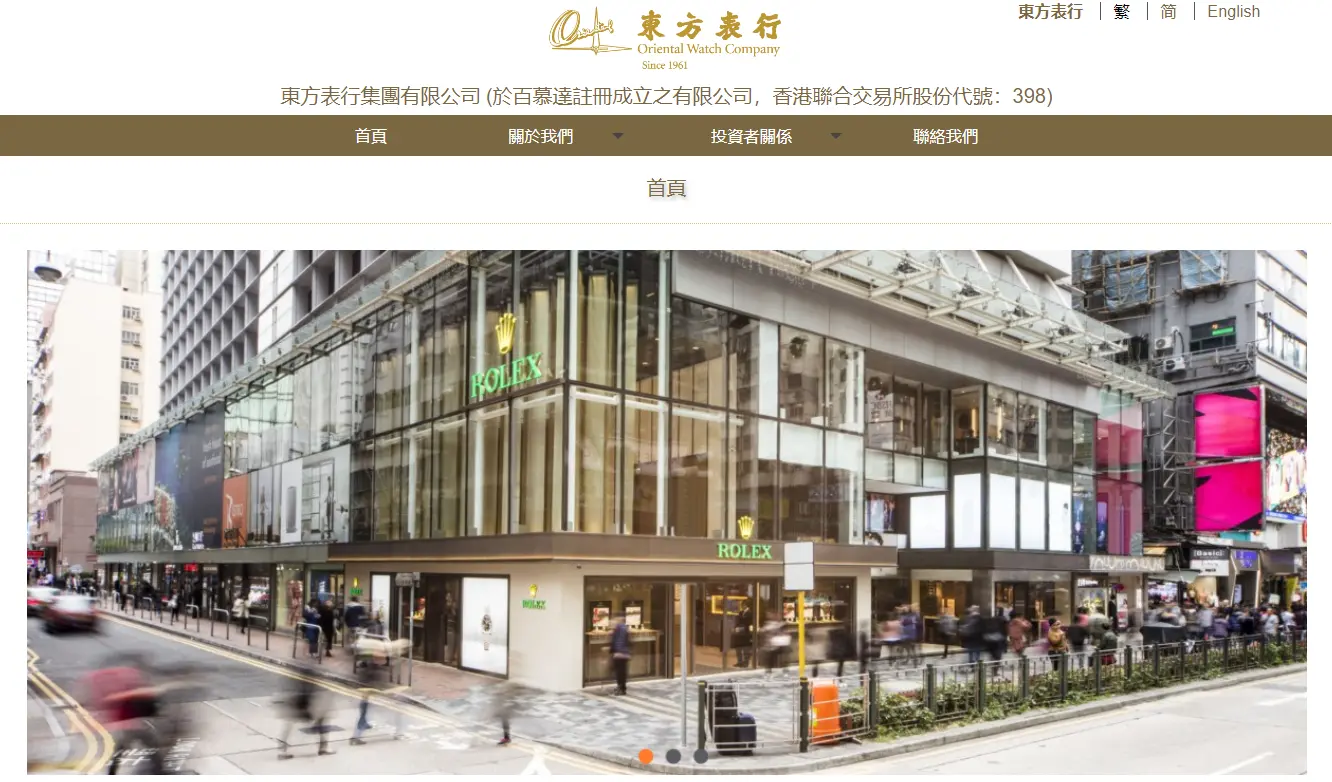 東方表行 繁 简 English
Oriental
東方表行
Oriental Watch Company
Since 1961
東方表行集團有限公司 (於百慕達註冊成立之有限公司，香港聯合交易所股份代號：398)
首頁 關於我們 投資者關係 聯絡我們
首頁
ROLEX
ROLEX
ROLEX